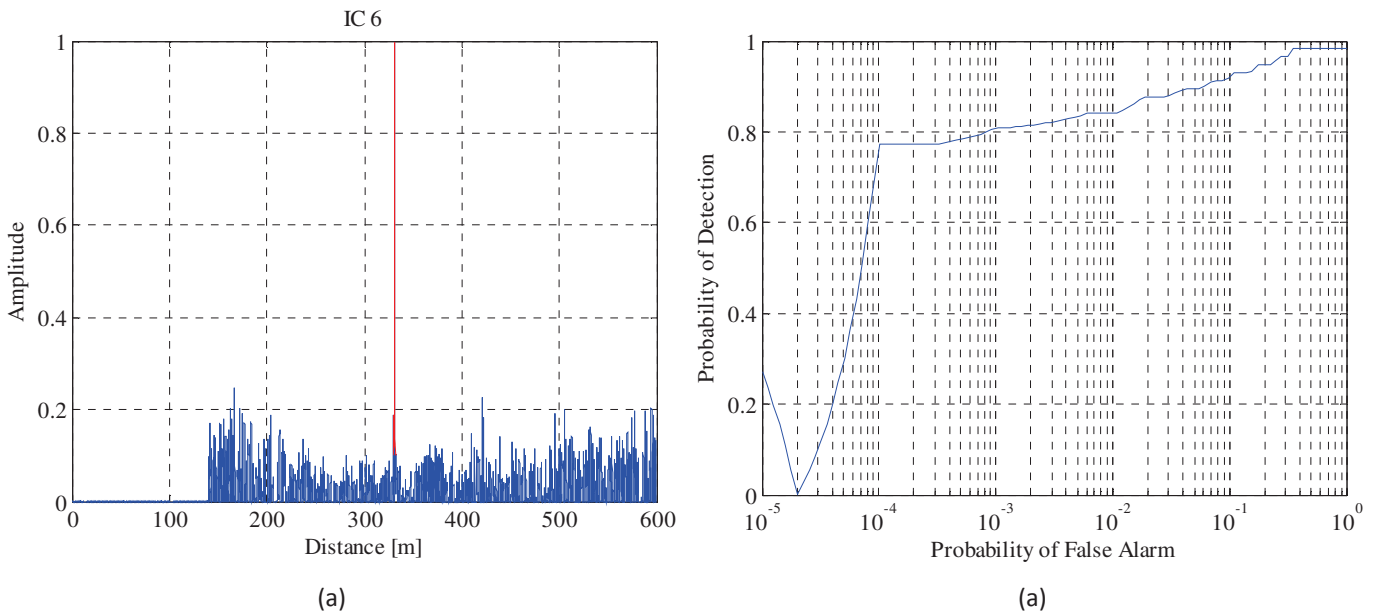 IC 6
1
0.8
0.6
0.4
0.2
0
Amplitude
0 100 200 300 400 500 600
Distance [m]
(a)
1
0.8
0.6
0.4
0.2
0
Probability of Detection
10^-5 10^-4 10^-3 10^-2 10^-1 10^0
Probability of False Alarm
(a)